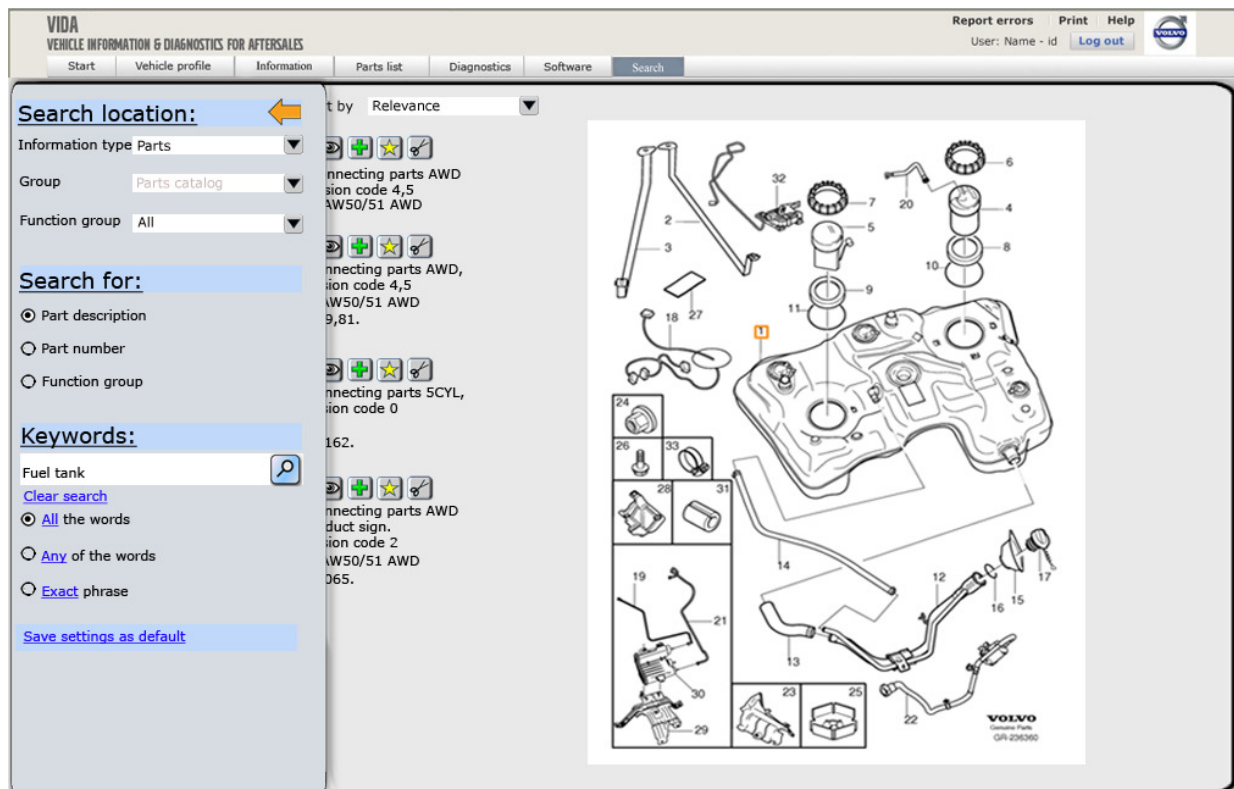 VIDA
VEHICLE INFORMATION & DIAGNOSTICS FOR AFTERSALES
Report errors Print Help
User: Name - id Log out
VOLVO
Start Vehicle profile Information Parts list Diagnostics Software Search
Search location:
Information type Parts
Group Parts catalog
Function group All
Search for:
Part description
Part number
Function group
Keywords:
Fuel tank
Clear search
All the words
Any of the words
Exact phrase
Save settings as default
t by Relevance
nnecting parts AWD
sion code 4,5
AW50/51 AWD
nnecting parts AWD,
sion code 4,5
AW50/51 AWD
9,81.
nnecting parts 5CYL,
sion code 0
162.
nnecting parts AWD
duct sign.
sion code 2
AW50/51 AWD
065.
6
32
20
7
4
2
5
3
8
10
9
11
18
27
1
24
26
33
28
31
14
19
12
17
15
16
21
13
30
23
25
22
29
VOLVO
Genuine Parts
GR-236360